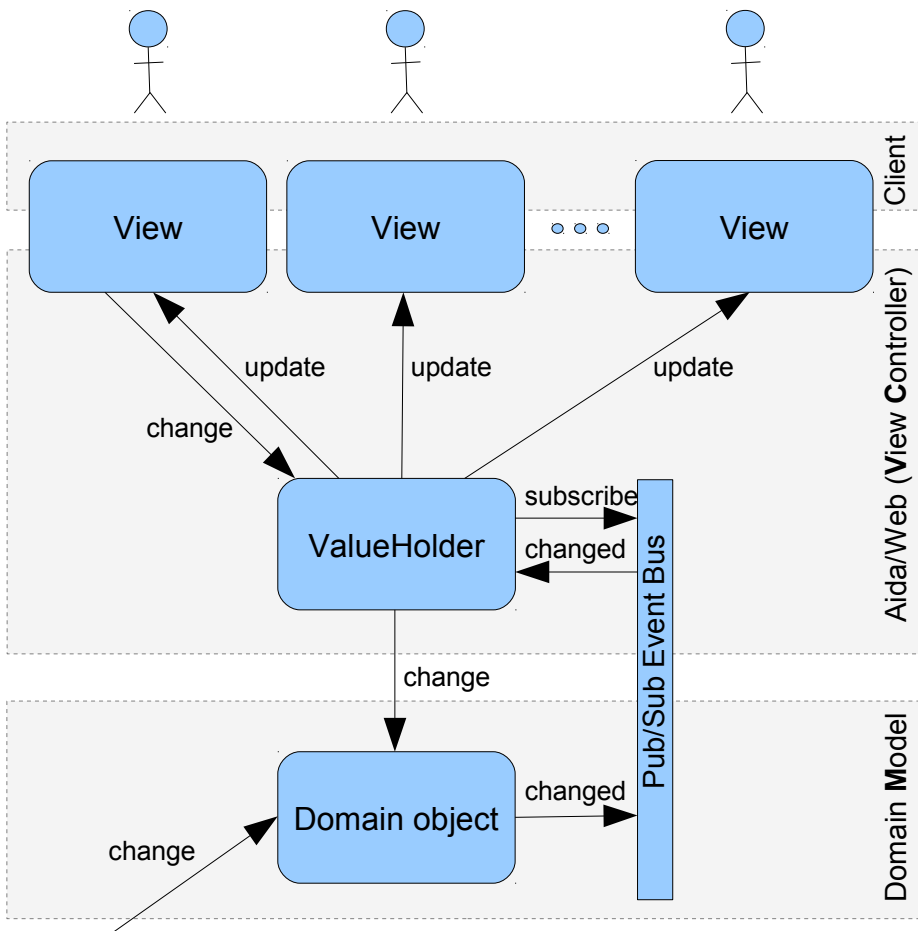 Client
View
View
View
Aida/Web (View Controller)
update
update
update
change
subscribe
ValueHolder
changed
Pub/Sub Event Bus
change
Domain Model
Domain object
changed
change